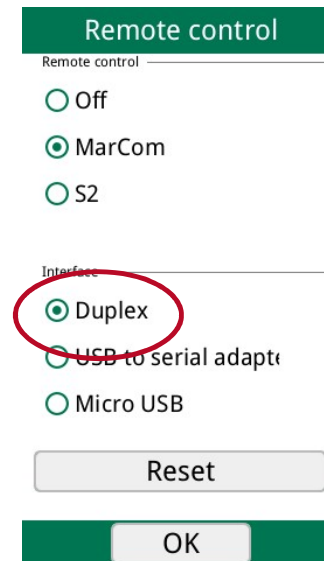 Remote control
Remote control
Off
MarCom
S2
Interface
Duplex
USB to serial adapte
Micro USB
Reset
OK